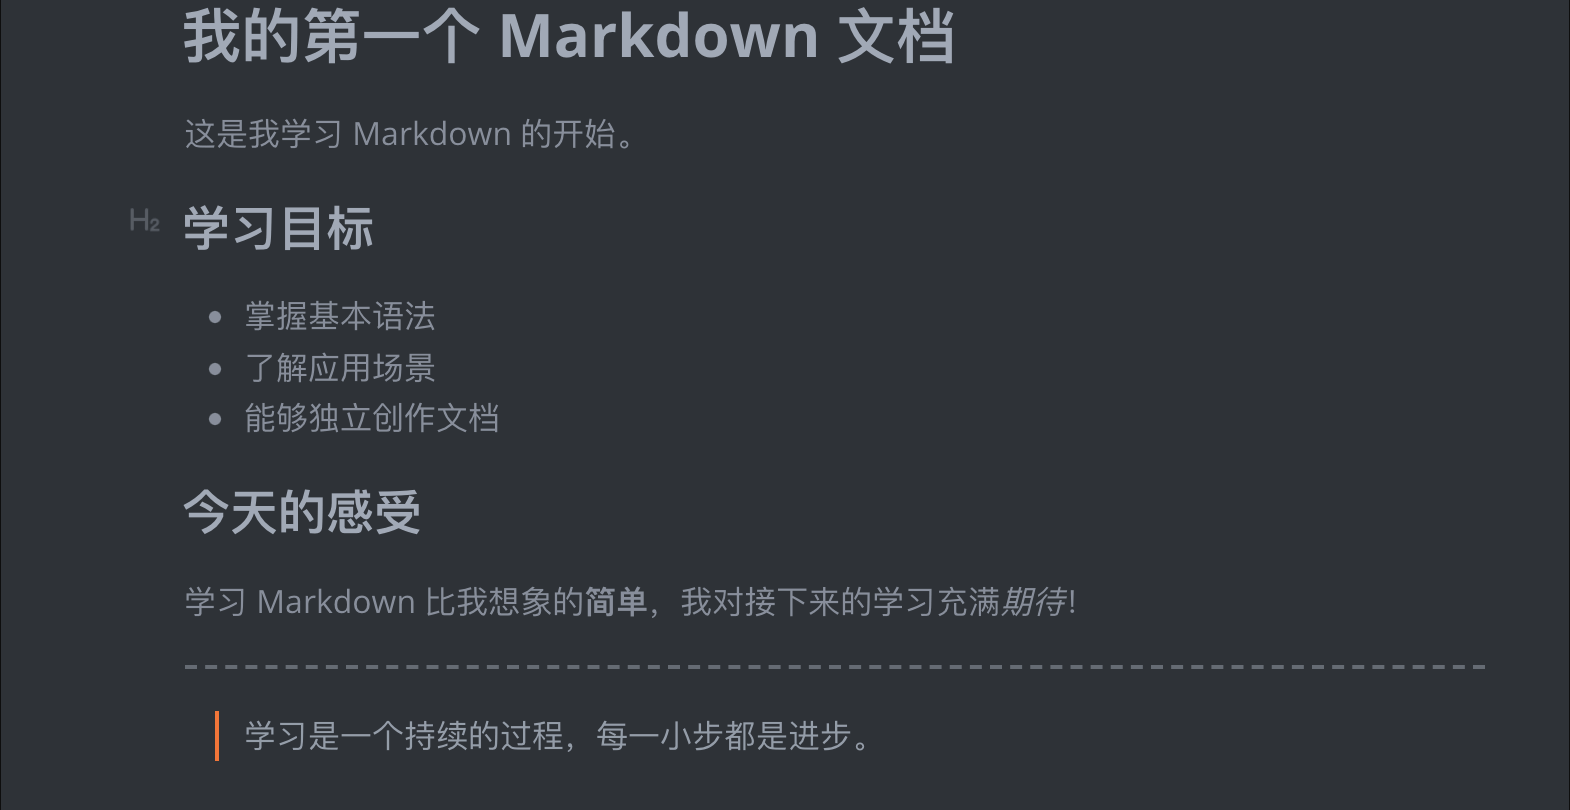 我的第一个 Markdown 文档
这是我学习 Markdown 的开始。
H2
学习目标
掌握基本语法
了解应用场景
能够独立创作文档
今天的感受
学习 Markdown 比我想象的简单，我对接下来的学习充满期待!
学习是一个持续的过程，每一小步都是进步。